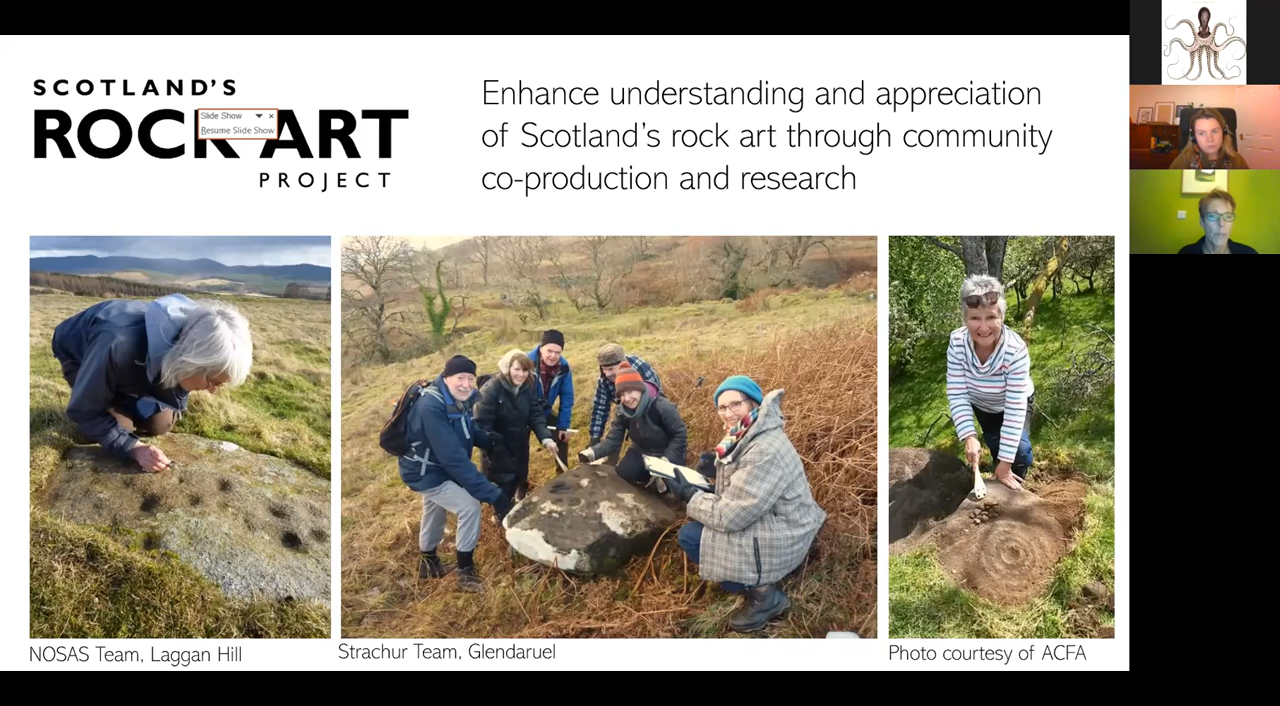 SCOTLAND'S
ROCK ART
PROJECT
Slide Show
Resume Slide Show
Enhance understanding and appreciation
of Scotland's rock art through community
co-production and research
NOSAS Team, Laggan Hill
Strachur Team, Glendaruel
Photo courtesy of ACFA